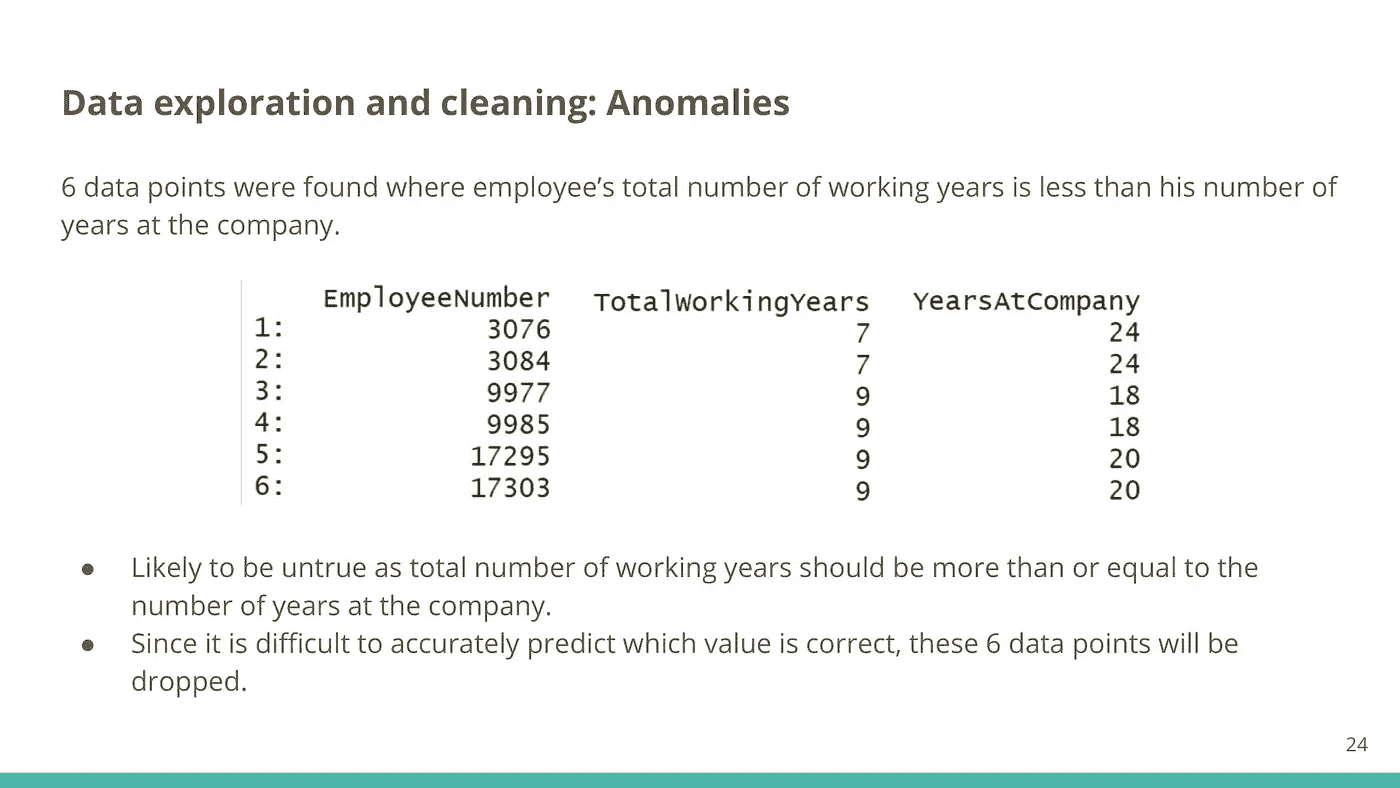 Data exploration and cleaning: Anomalies
6 data points were found where employee’s total number of working years is less than his number of
years at the company.
EmployeeNumber TotalWorkingYears YearsAtCompany
1: 3076 7 24
2: 3084 7 24
3: 9977 9 18
4: 9985 9 18
5: 17295 9 20
6: 17303 9 20
● Likely to be untrue as total number of working years should be more than or equal to the
number of years at the company.
● Since it is difficult to accurately predict which value is correct, these 6 data points will be
dropped.
24